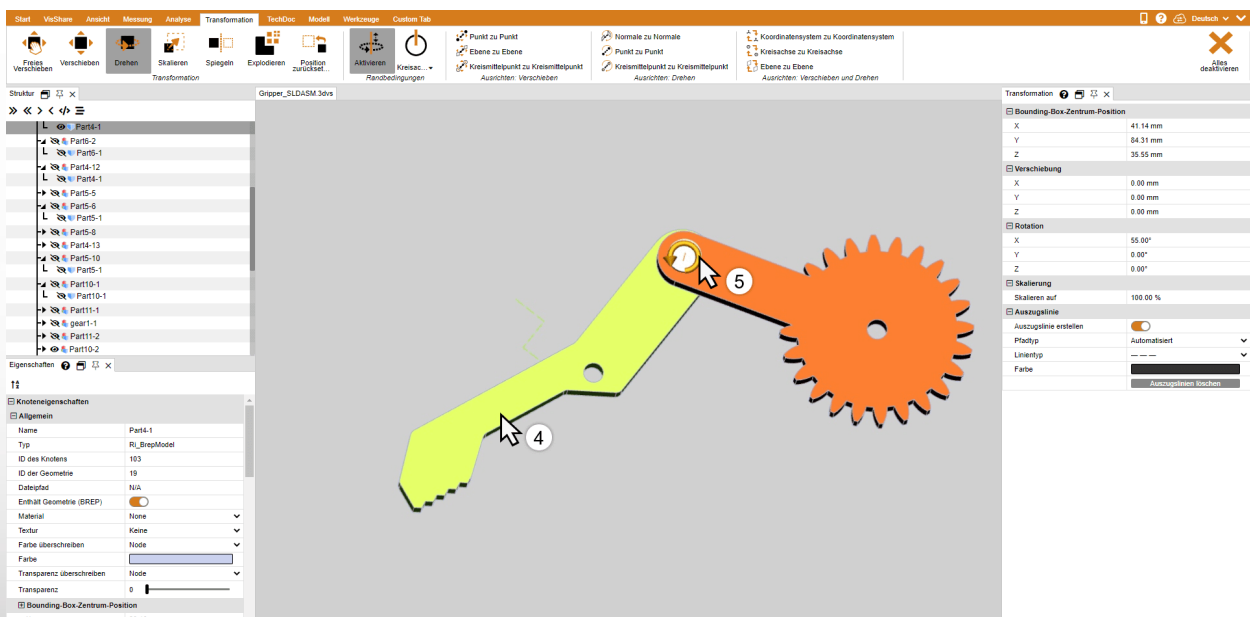 Start VisShare Ansicht Messung Analyse Transformation TechDoc Modell Werkzeuge Custom Tab Deutsch
Freies Verschieben
Verschieben
Drehen
Skalieren
Spiegeln
Explodieren
Position zurückset...
Transformation
Aktivieren
Kreisac...
Randbedingungen
Punkt zu Punkt
Ebene zu Ebene
Kreismittelpunkt zu Kreismittelpunkt
Ausrichten: Verschieben
Normale zu Normale
Punkt zu Punkt
Kreismittelpunkt zu Kreismittelpunkt
Ausrichten: Drehen
Koordinatensystem zu Koordinatensystem
Kreisachse zu Kreisachse
Ebene zu Ebene
Ausrichten: Verschieben und Drehen
Alles deaktivieren
Struktur
Part4-1
Part6-2
Part6-1
Part4-12
Part4-1
Part5-5
Part5-6
Part5-1
Part5-8
Part4-13
Part5-10
Part5-1
Part10-1
Part10-1
Part11-1
gear1-1
Part11-2
Part10-2
Eigenschaften
Knoteneigenschaften
Allgemein
Name Part4-1
Typ Ri_BrepModel
ID des Knotens 103
ID der Geometrie 19
Dateipfad N/A
Enthält Geometrie (BREP)
Material None
Textur Keine
Farbe überschreiben Node
Farbe
Transparenz überschreiben Node
Transparenz 0
Bounding-Box-Zentrum-Position
Gripper_SLDASM.3dvs
5
4
Transformation
Bounding-Box-Zentrum-Position
X 41.14 mm
Y 84.31 mm
Z 35.55 mm
Verschiebung
X 0.00 mm
Y 0.00 mm
Z 0.00 mm
Rotation
X 55.00°
Y 0.00°
Z 0.00°
Skalierung
Skalieren auf 100.00 %
Auszugslinie
Auszugslinie erstellen
Pfadtyp Automatisiert
Linientyp
Farbe
Auszugslinien löschen